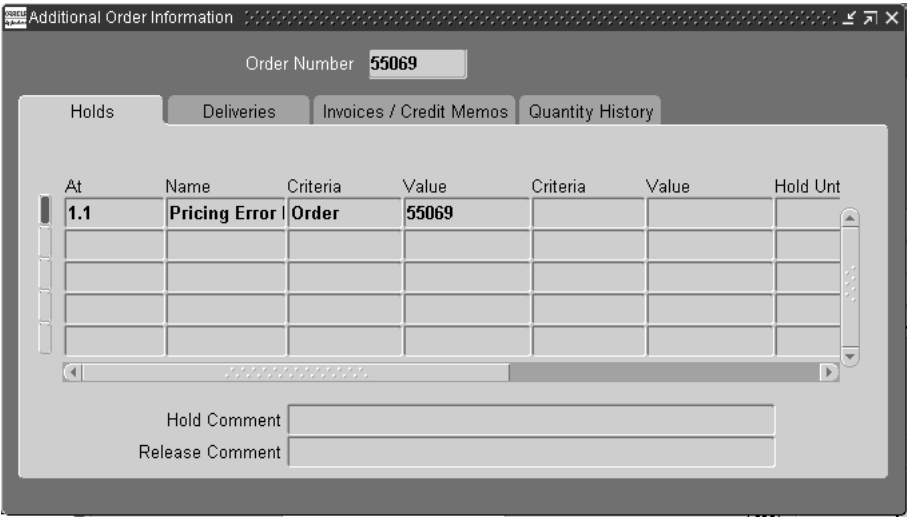 Additional Order Information
Order Number 55069
Holds Deliveries Invoices / Credit Memos Quantity History
At Name Criteria Value Criteria Value Hold Unt
1.1 Pricing Error Order 55069
Hold Comment
Release Comment